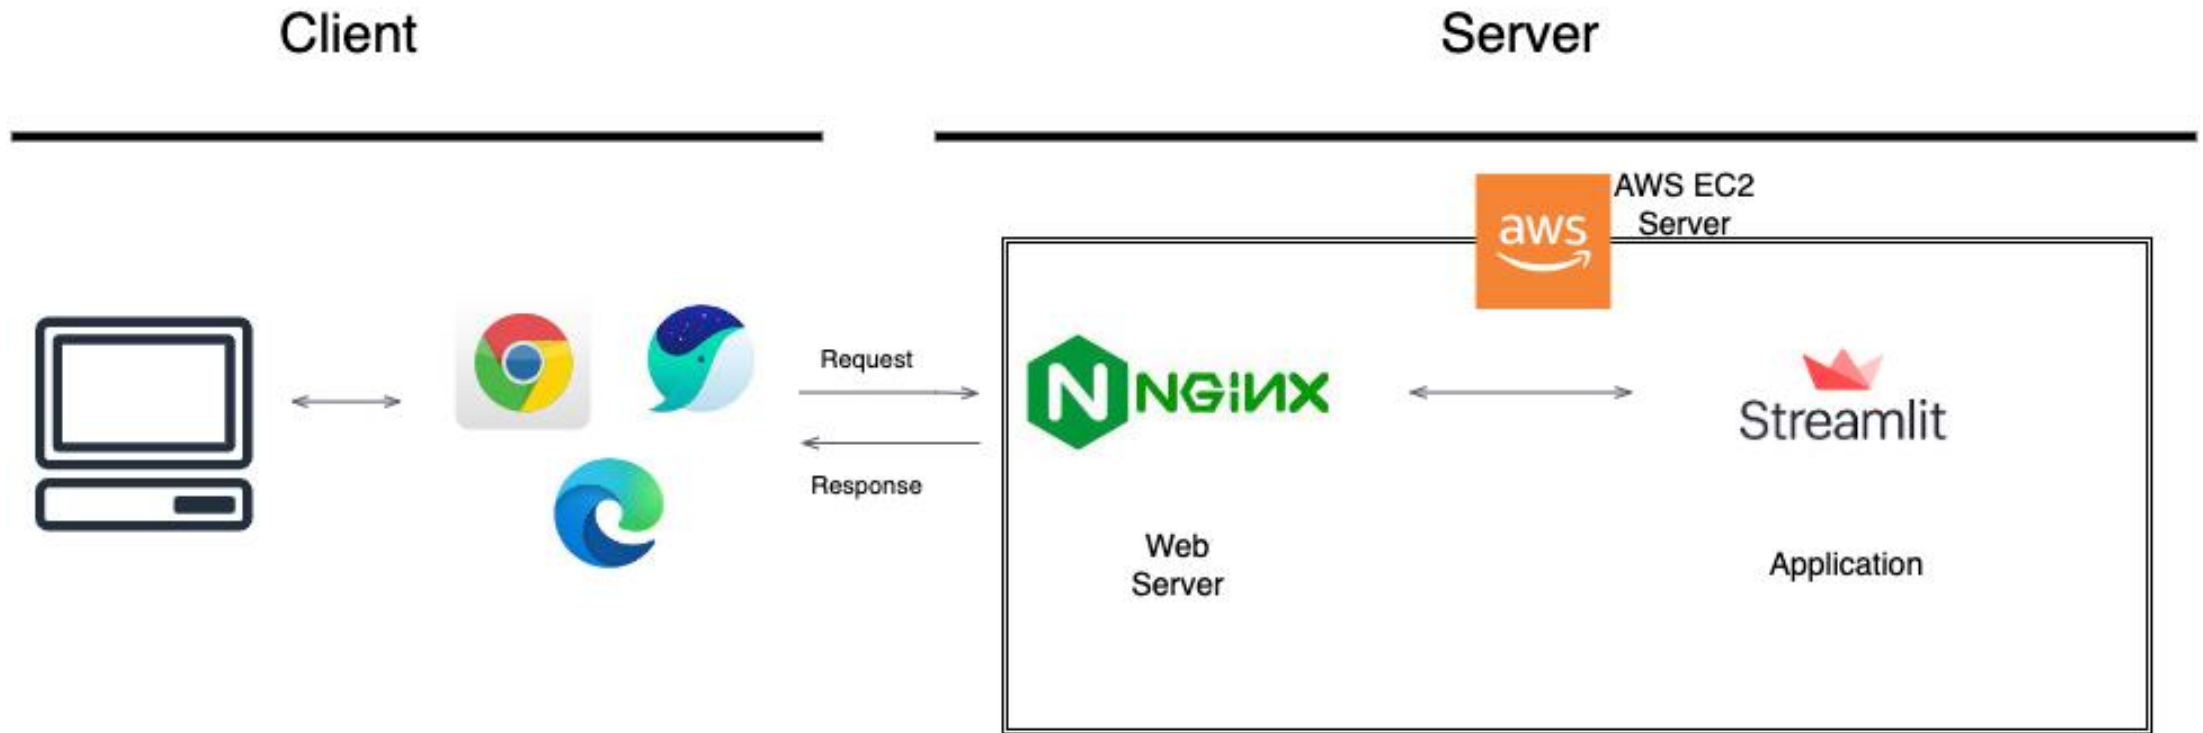 Client
Server
AWS EC2
Server
aws
Request
Response
NGINX
Streamlit
Web
Server
Application